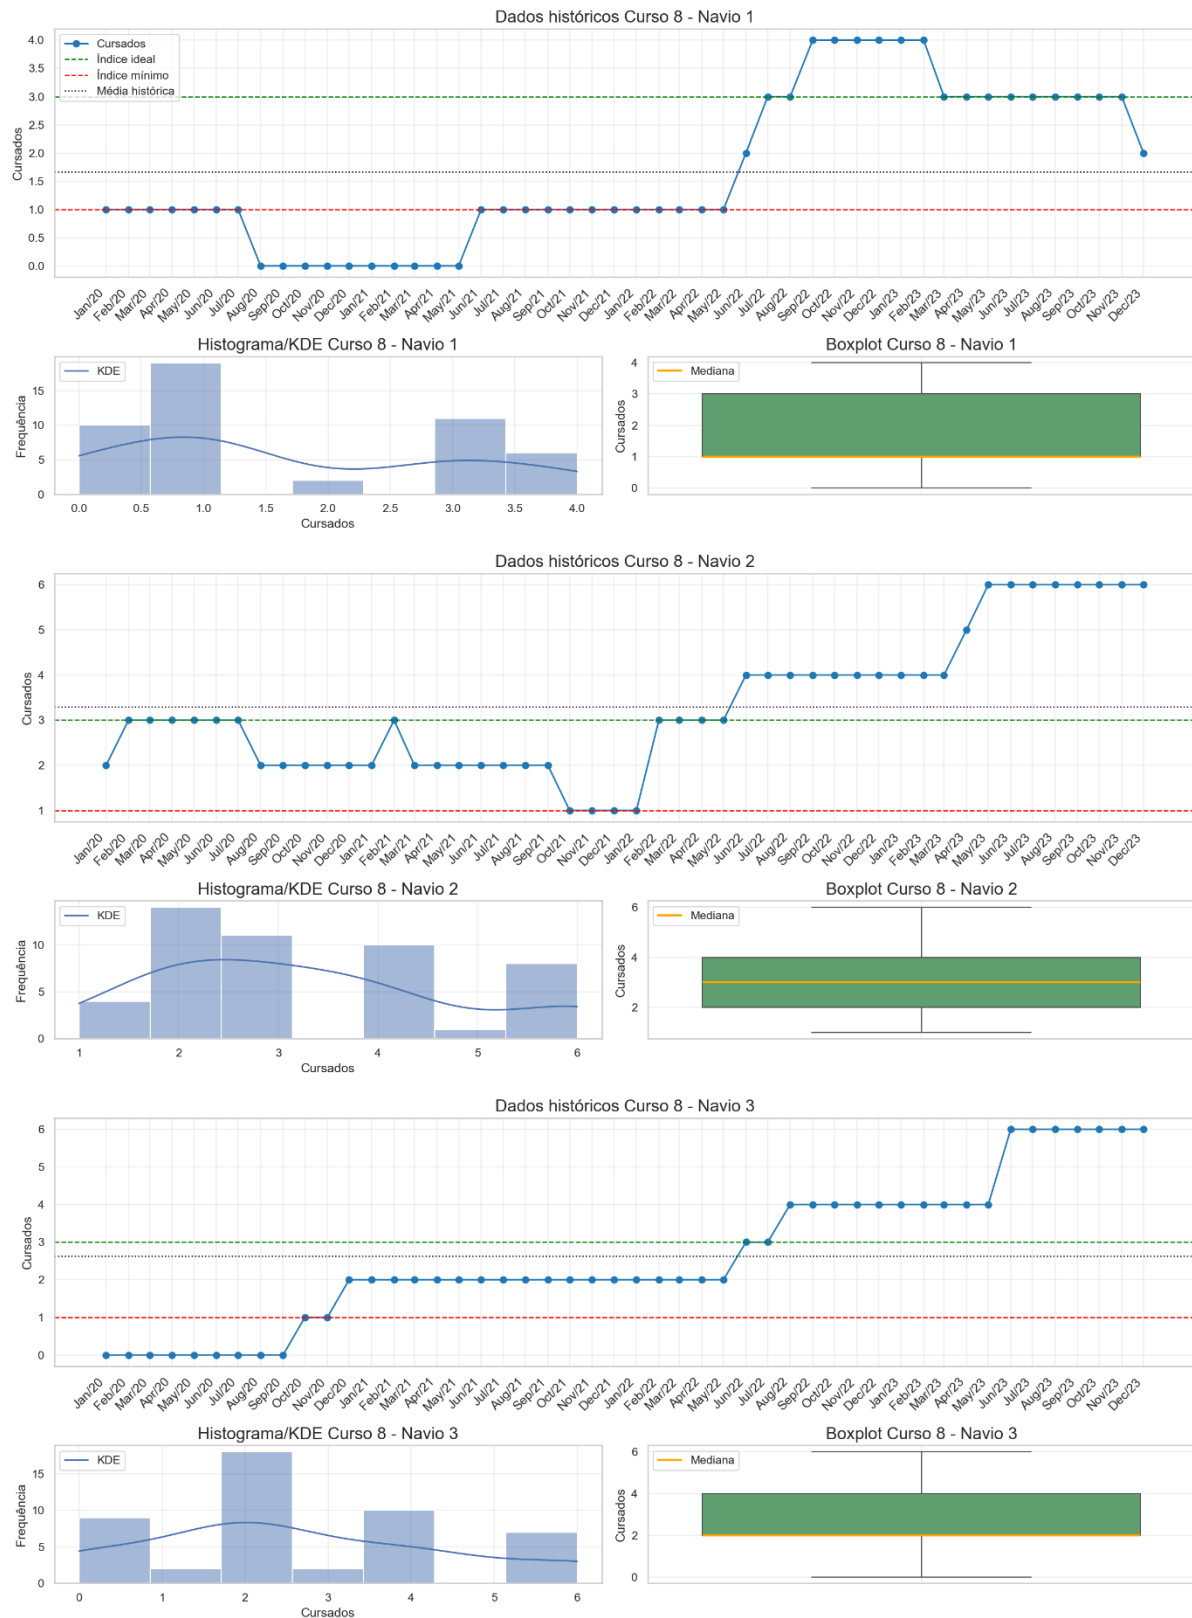 Dados históricos Curso 8 - Navio 1
Cursados
Índice ideal
Índice mínimo
Média histórica
Cursados
4.0
3.5
3.0
2.5
2.0
1.5
1.0
0.5
0.0
Jan/20 Feb/20 Mar/20 Apr/20 May/20 Jun/20 Jul/20 Aug/20 Sep/20 Oct/20 Nov/20 Dec/20 Jan/21 Feb/21 Mar/21 Apr/21 May/21 Jun/21 Jul/21 Aug/21 Sep/21 Oct/21 Nov/21 Dec/21 Jan/22 Feb/22 Mar/22 Apr/22 May/22 Jun/22 Jul/22 Aug/22 Sep/22 Oct/22 Nov/22 Dec/22 Jan/23 Feb/23 Mar/23 Apr/23 May/23 Jun/23 Jul/23 Aug/23 Sep/23 Oct/23 Nov/23 Dec/23
Histograma/KDE Curso 8 - Navio 1
KDE
Frequência
15
10
5
0
0.0 0.5 1.0 1.5 2.0 2.5 3.0 3.5 4.0
Cursados
Boxplot Curso 8 - Navio 1
Mediana
Cursados
4
3
2
1
0
Dados históricos Curso 8 - Navio 2
Cursados
6
5
4
3
2
1
Jan/20 Feb/20 Mar/20 Apr/20 May/20 Jun/20 Jul/20 Aug/20 Sep/20 Oct/20 Nov/20 Dec/20 Jan/21 Feb/21 Mar/21 Apr/21 May/21 Jun/21 Jul/21 Aug/21 Sep/21 Oct/21 Nov/21 Dec/21 Jan/22 Feb/22 Mar/22 Apr/22 May/22 Jun/22 Jul/22 Aug/22 Sep/22 Oct/22 Nov/22 Dec/22 Jan/23 Feb/23 Mar/23 Apr/23 May/23 Jun/23 Jul/23 Aug/23 Sep/23 Oct/23 Nov/23 Dec/23
Histograma/KDE Curso 8 - Navio 2
KDE
Frequência
10
5
0
1 2 3 4 5 6
Cursados
Boxplot Curso 8 - Navio 2
Mediana
Cursados
6
4
2
Dados históricos Curso 8 - Navio 3
Cursados
6
5
4
3
2
1
0
Jan/20 Feb/20 Mar/20 Apr/20 May/20 Jun/20 Jul/20 Aug/20 Sep/20 Oct/20 Nov/20 Dec/20 Jan/21 Feb/21 Mar/21 Apr/21 May/21 Jun/21 Jul/21 Aug/21 Sep/21 Oct/21 Nov/21 Dec/21 Jan/22 Feb/22 Mar/22 Apr/22 May/22 Jun/22 Jul/22 Aug/22 Sep/22 Oct/22 Nov/22 Dec/22 Jan/23 Feb/23 Mar/23 Apr/23 May/23 Jun/23 Jul/23 Aug/23 Sep/23 Oct/23 Nov/23 Dec/23
Histograma/KDE Curso 8 - Navio 3
KDE
Frequência
15
10
5
0
0 1 2 3 4 5 6
Cursados
Boxplot Curso 8 - Navio 3
Mediana
Cursados
6
4
2
0